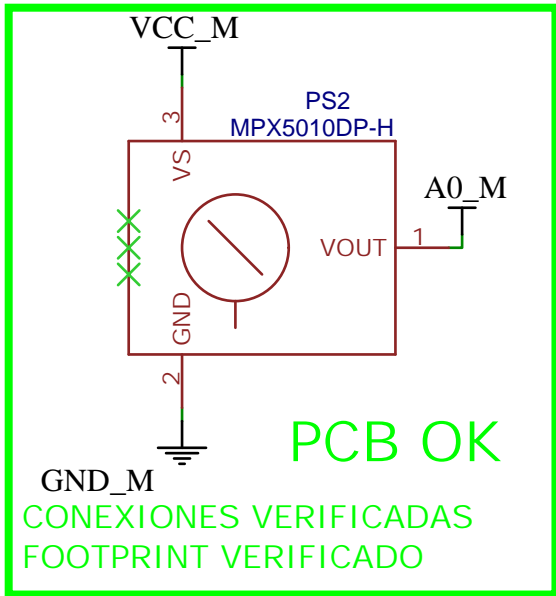 VCC_M
3
PS2
MPX5010DP-H
VS
A0_M
VOUT
1
GND
2
PCB OK
GND_M
CONEXIONES VERIFICADAS
FOOTPRINT VERIFICADO